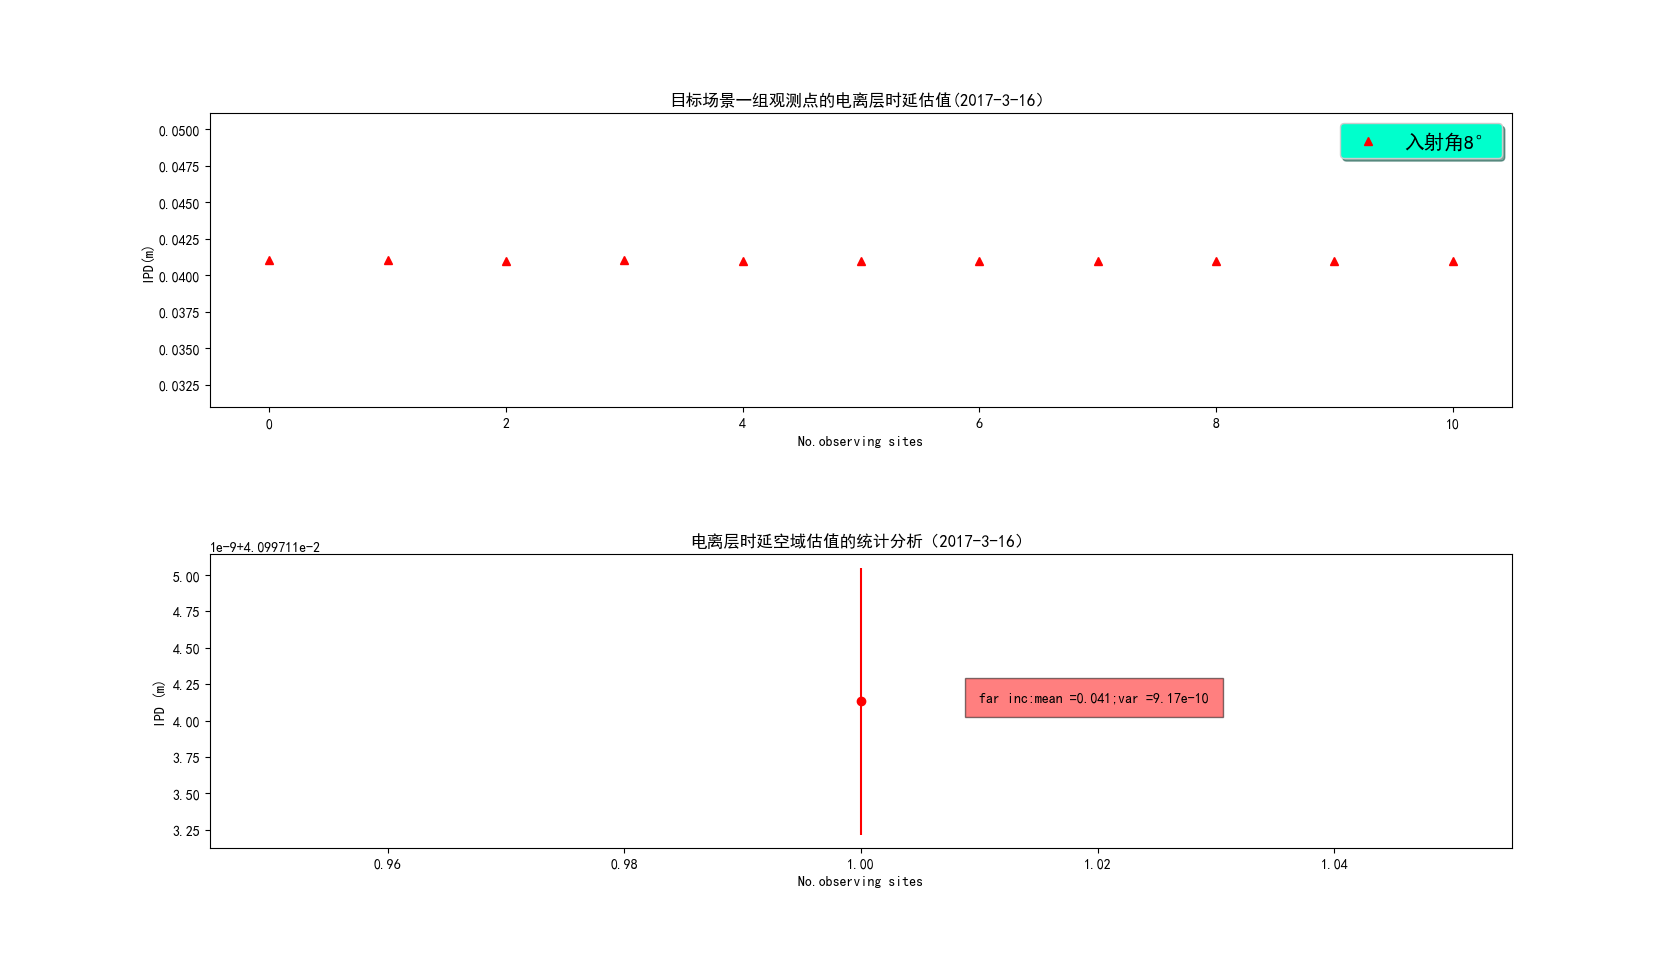 目标场景一组观测点的电离层时延估值(2017-3-16）
0.0500
0.0475
0.0450
0.0425
0.0400
0.0375
0.0350
0.0325
IPD(m)
入射角8°
0 2 4 6 8 10
No.observing sites
电离层时延空域估值的统计分析（2017-3-16）
1e-9+4.099711e-2
5.00
4.75
4.50
4.25
4.00
3.75
3.50
3.25
IPD (m)
far inc:mean =0.041;var =9.17e-10
0.96 0.98 1.00 1.02 1.04
No.observing sites